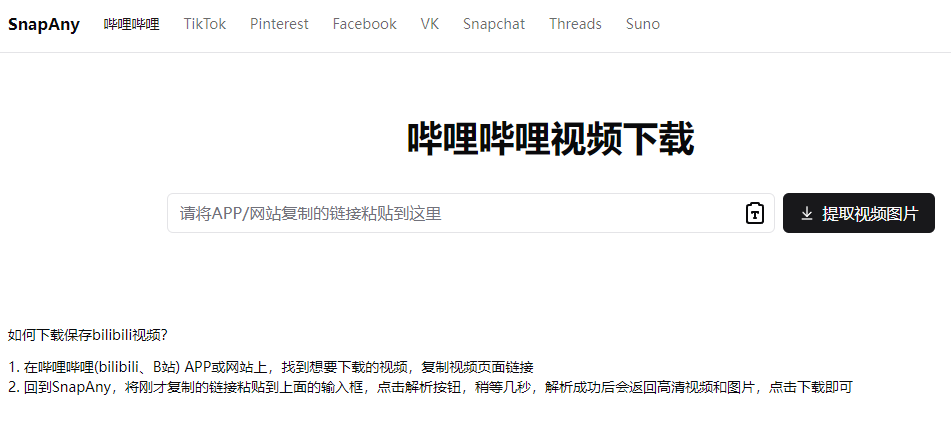 SnapAny 哔哩哔哩 TikTok Pinterest Facebook VK Snapchat Threads Suno
哔哩哔哩视频下载
请将APP/网站复制的链接粘贴到这里 提取视频图片
如何下载保存bilibili视频?
1. 在哔哩哔哩(bilibili、B站) APP或网站上，找到想要下载的视频，复制视频页面链接
2. 回到SnapAny，将刚才复制的链接粘贴到上面的输入框，点击解析按钮，稍等几秒，解析成功后会返回高清视频和图片，点击下载即可